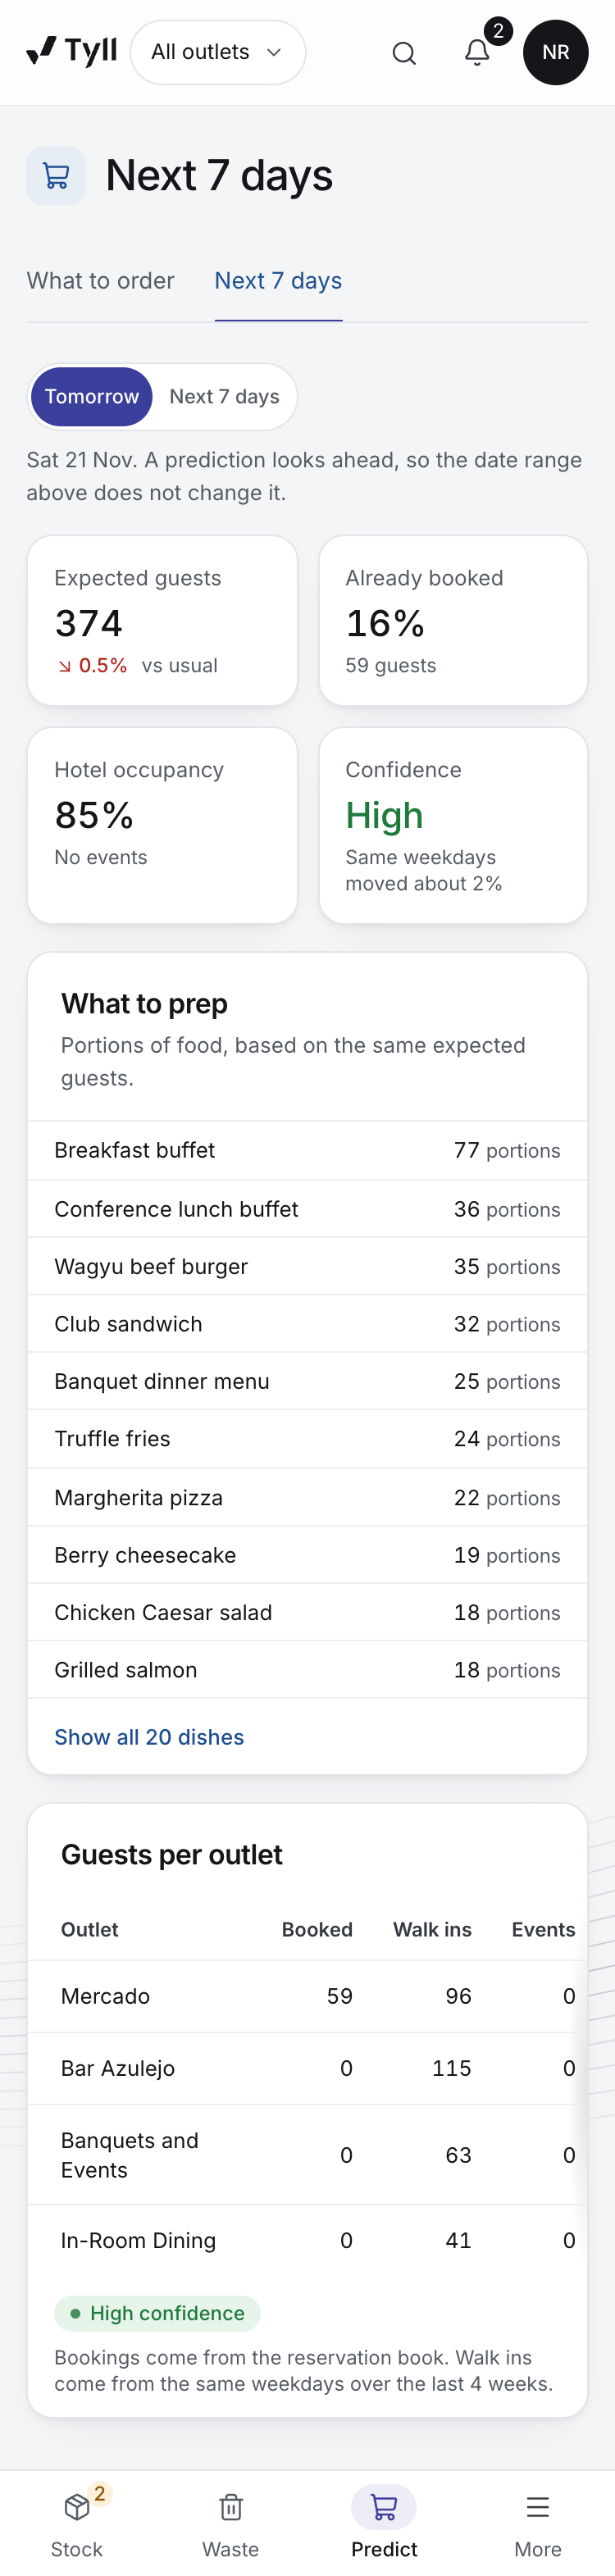 Tyll
All outlets
2
NR
Next 7 days
What to order
Next 7 days
Tomorrow
Next 7 days
Sat 21 Nov. A prediction looks ahead, so the date range
above does not change it.
Expected guests
374
↘ 0.5% vs usual
Already booked
16%
59 guests
Hotel occupancy
85%
No events
Confidence
High
Same weekdays
moved about 2%
What to prep
Portions of food, based on the same expected
guests.
Breakfast buffet 77 portions
Conference lunch buffet 36 portions
Wagyu beef burger 35 portions
Club sandwich 32 portions
Banquet dinner menu 25 portions
Truffle fries 24 portions
Margherita pizza 22 portions
Berry cheesecake 19 portions
Chicken Caesar salad 18 portions
Grilled salmon 18 portions
Show all 20 dishes
Guests per outlet
Outlet Booked Walk ins Events
Mercado 59 96 0
Bar Azulejo 0 115 0
Banquets and
Events 0 63 0
In-Room Dining 0 41 0
High confidence
Bookings come from the reservation book. Walk ins
come from the same weekdays over the last 4 weeks.
2
Stock
Waste
Predict
More